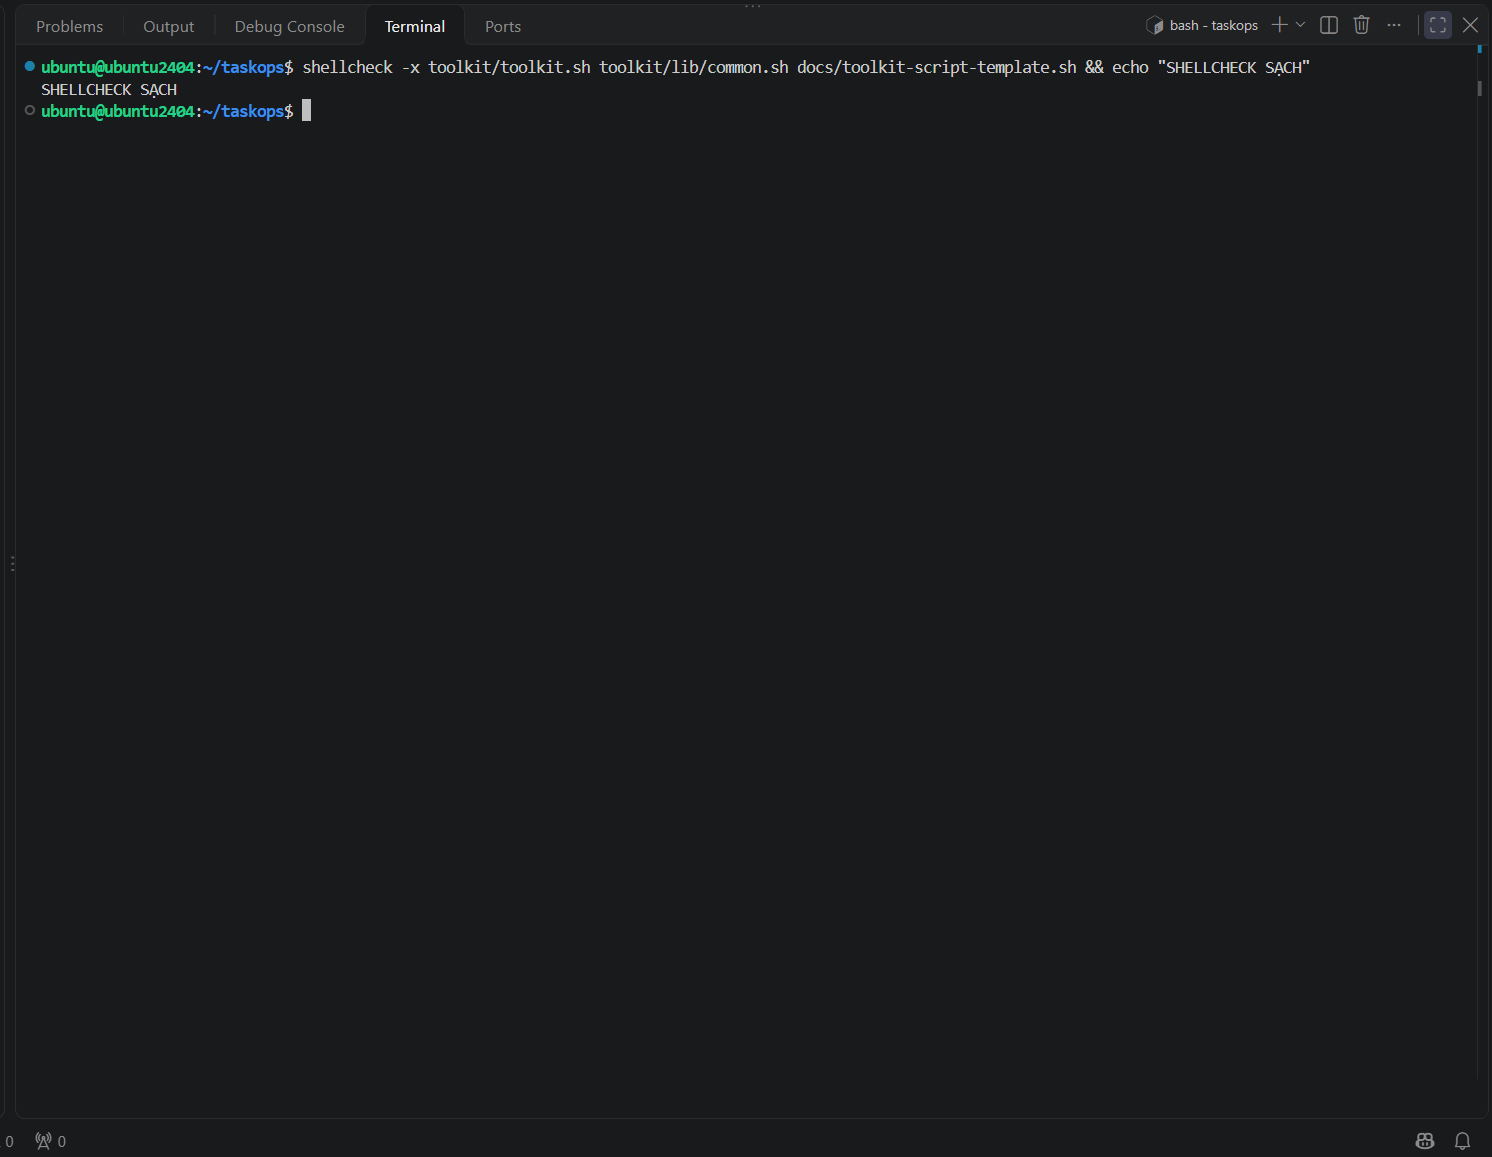 Problems Output Debug Console Terminal Ports bash - taskops
ubuntu@ubuntu2404:~/taskops$ shellcheck -x toolkit/toolkit.sh toolkit/lib/common.sh docs/toolkit-script-template.sh && echo "SHELLCHECK SẠCH"
SHELLCHECK SẠCH
ubuntu@ubuntu2404:~/taskops$
0 0